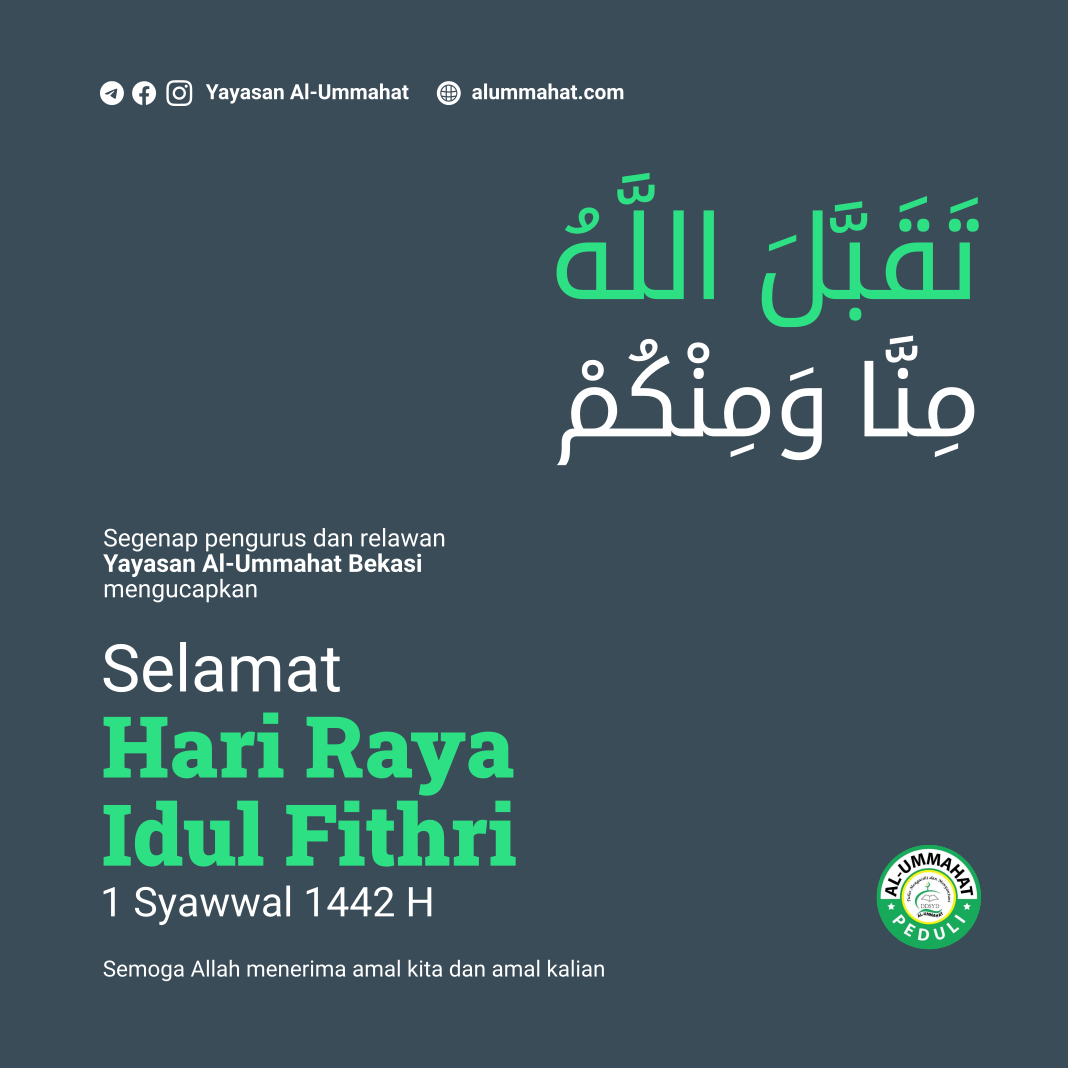 Yayasan Al-Ummahat alummahat.com
تَقَبَّلَ اللَّهُ
مِنَّا وَمِنْكُمْ
Segenap pengurus dan relawan
Yayasan Al-Ummahat Bekasi
mengucapkan
Selamat
Hari Raya
Idul Fithri
1 Syawwal 1442 H
Semoga Allah menerima amal kita dan amal kalian
AL-UMMAHAT
PEDULI